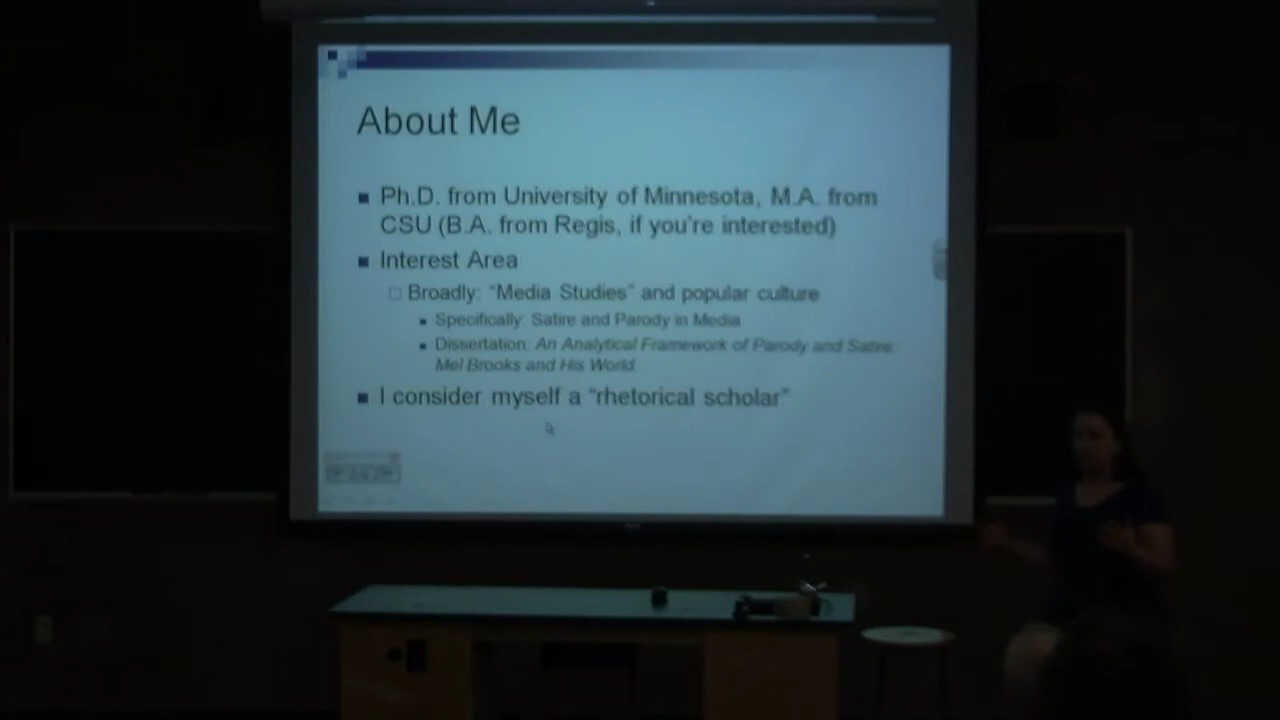 About Me
Ph.D. from University of Minnesota, M.A. from
CSU (B.A. from Regis, if you're interested)
Interest Area
Broadly: "Media Studies" and popular culture
Specifically: Satire and Parody in Media
Dissertation: An Analytical Framework of Parody and Satire:
Mel Brooks and His World.
I consider myself a "rhetorical scholar"